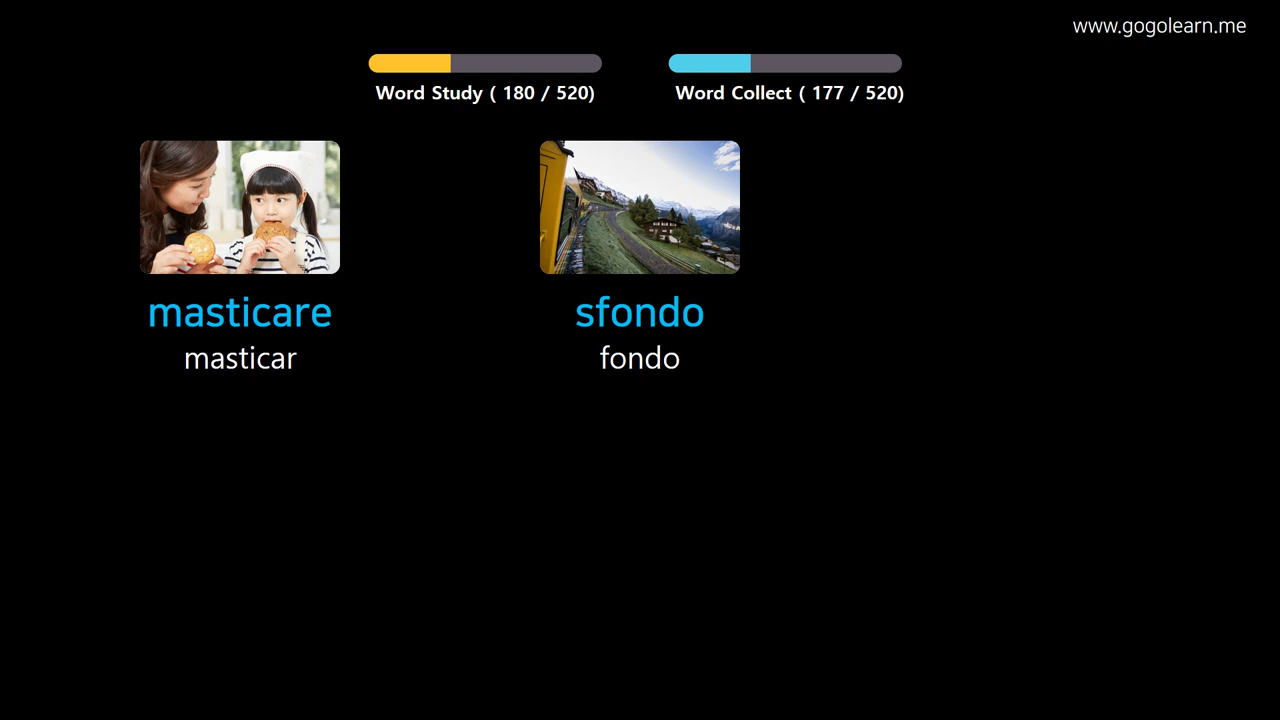 www.gogolearn.me
Word Study ( 180 / 520)
Word Collect ( 177 / 520)
masticare
masticar
sfondo
fondo